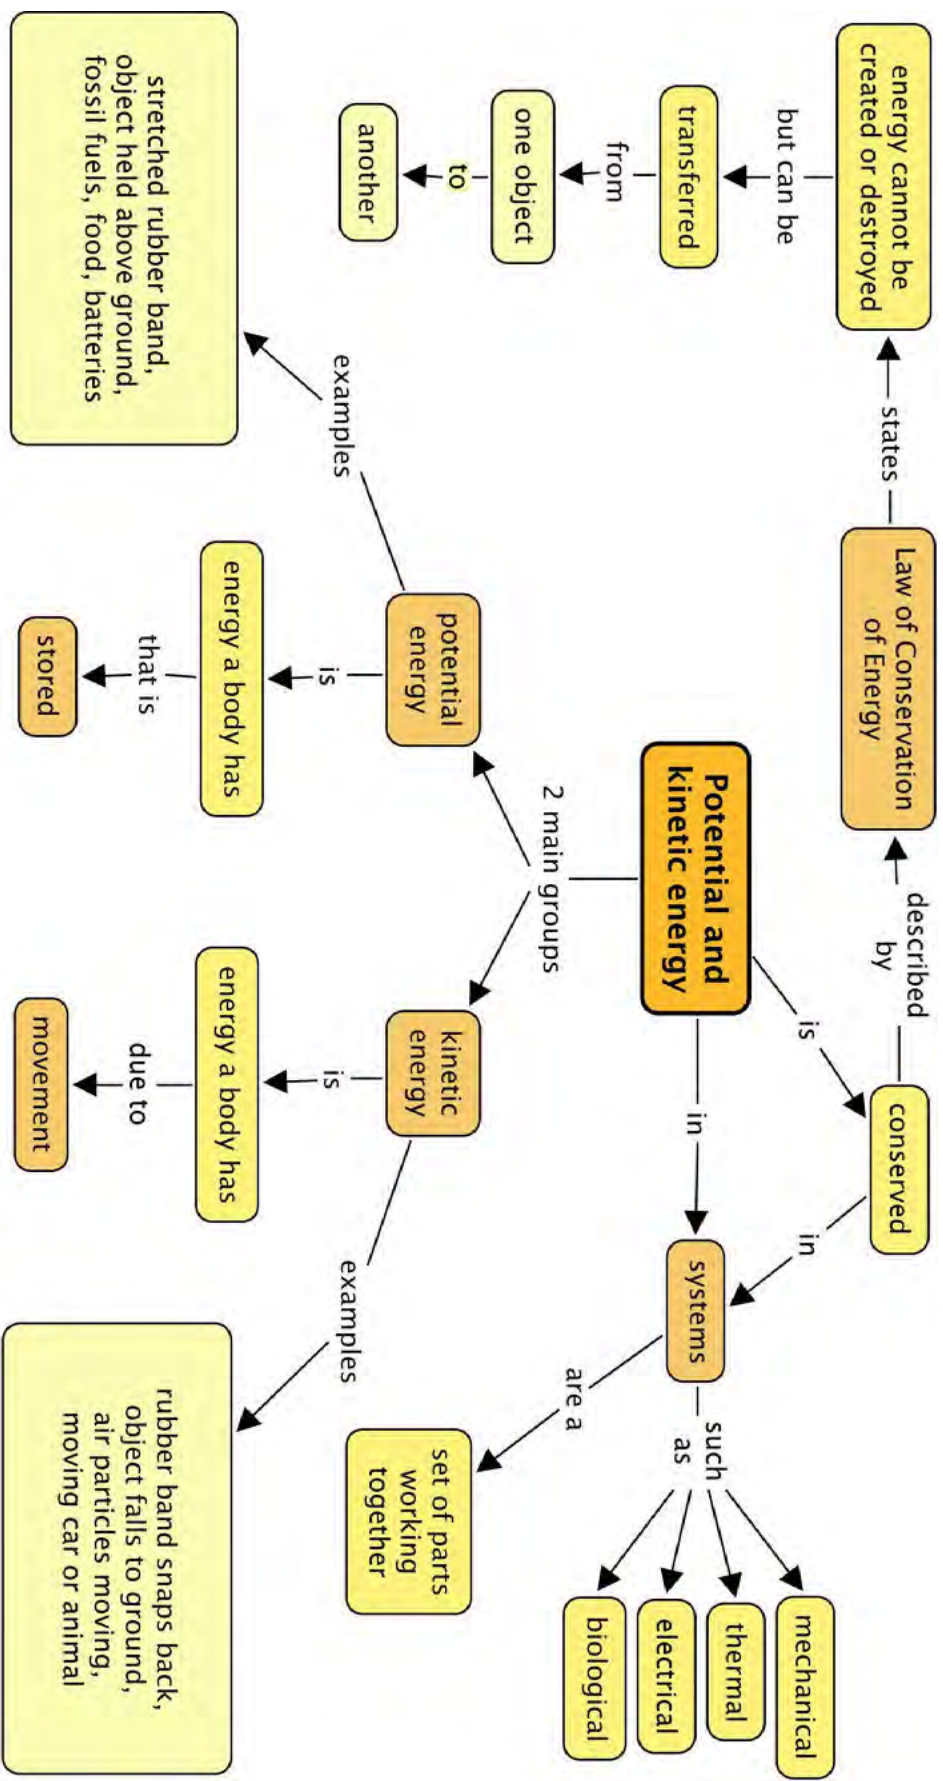 energy cannot be
created or destroyed
states
Law of Conservation
of Energy
described
by
conserved
but can be
transferred
from
one object
to
another
is
in
Potential and
kinetic energy
in
systems
such
as
mechanical
thermal
electrical
biological
are a
set of parts
working
together
2 main groups
potential
energy
is
energy a body has
that is
stored
examples
stretched rubber band,
object held above ground,
fossil fuels, food, batteries
kinetic
energy
is
energy a body has
due to
movement
examples
rubber band snaps back,
object falls to ground,
air particles moving,
moving car or animal